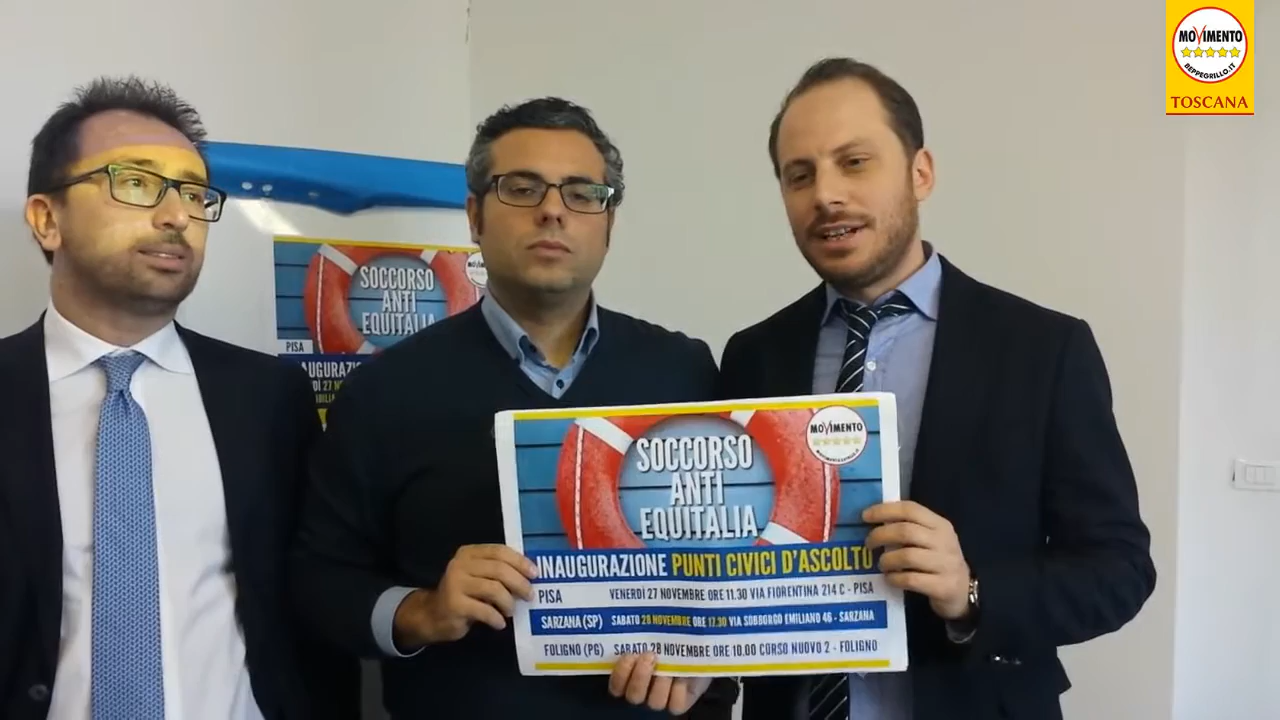 MOVIMENTO
BEPPEGRILLO.IT
TOSCANA
SOCCORSO
ANTI
EQUITALIA
PISA
SOCCORSO
ANTI
EQUITALIA
MOVIMENTO
INAUGURAZIONE PUNTI CIVICI D'ASCOLTO
PISA VENERDÌ 27 NOVEMBRE ORE 11.30 VIA FIORENTINA 214 C - PISA
SARZANA (SP) SABATO 28 NOVEMBRE ORE 17.30 VIA SOBBORGO EMILIANO 46 - SARZANA
FOLIGNO (PG) SABATO 28 NOVEMBRE ORE 10.00 CORSO NUOVO 2 - FOLIGNO